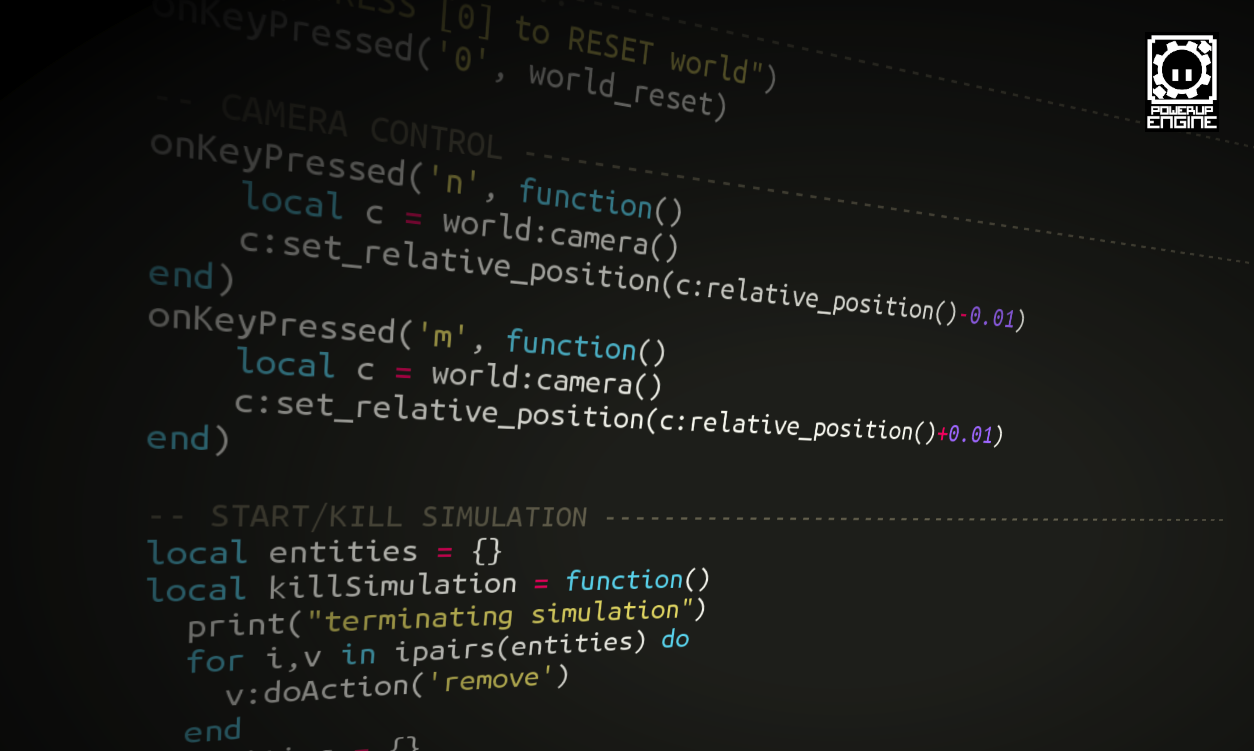 RESS [0] to RESET world")
onKeyPressed('0', world_reset)
-- CAMERA CONTROL --------------------------------
onKeyPressed('n', function()
local c = world:camera()
c:set_relative_position(c:relative_position()-0.01)
end)
onKeyPressed('m', function()
local c = world:camera()
c:set_relative_position(c:relative_position()+0.01)
end)
-- START/KILL SIMULATION --------------------------------
local entities = {}
local killSimulation = function()
print("terminating simulation")
for i,v in ipairs(entities) do
v:doAction('remove')
end
= {}
POWERUP
ENGINE